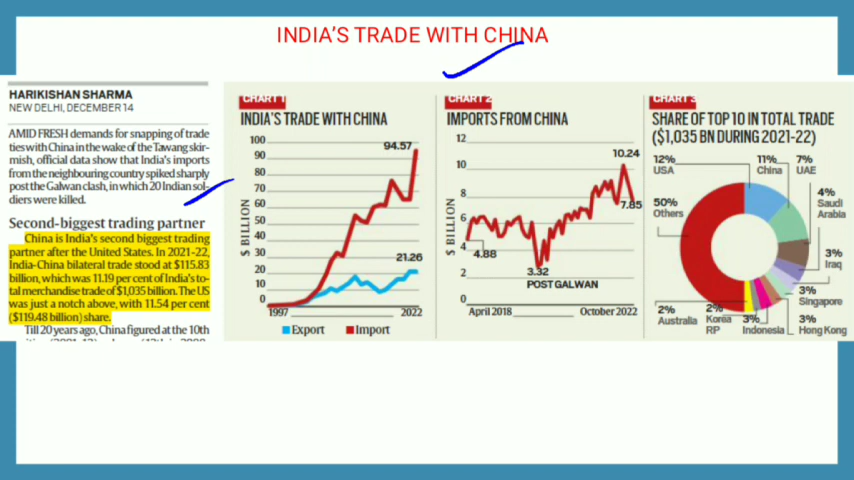 INDIA'S TRADE WITH CHINA
HARIKISHAN SHARMA
NEW DELHI, DECEMBER 14
AMID FRESH demands for snapping of trade
ties with China in the wake of the Tawang skir-
mish, official data show that India's imports
from the neighbouring country spiked sharply
post the Galwan clash, in which 20 Indian sol-
diers were killed.
Second-biggest trading partner
China is India's second biggest trading
partner after the United States. In 2021-22,
India-China bilateral trade stood at $115.83
billion, which was 11.19 per cent of India's to-
tal merchandise trade of $1,035 billion. The US
was just a notch above, with 11.54 per cent
($119.48 billion) share.
Till 20 years ago, China figured at the 10th
CHART 1
INDIA'S TRADE WITH CHINA
$ BILLION
100
90
80
70
60
50
40
30
20
10
0
94.57
21.26
1997
2022
Export
Import
CHART 2
IMPORTS FROM CHINA
$ BILLION
12
10
8
6
4
2
0
10.24
7.85
4.88
3.32
POST GALWAN
April 2018
October 2022
CHART 3
SHARE OF TOP 10 IN TOTAL TRADE
($1,035 BN DURING 2021-22)
12%
USA
11%
China
7%
UAE
4%
Saudi
Arabia
3%
Iraq
3%
Singapore
3%
Hong Kong
3%
Indonesia
2%
Korea
RP
2%
Australia
50%
Others